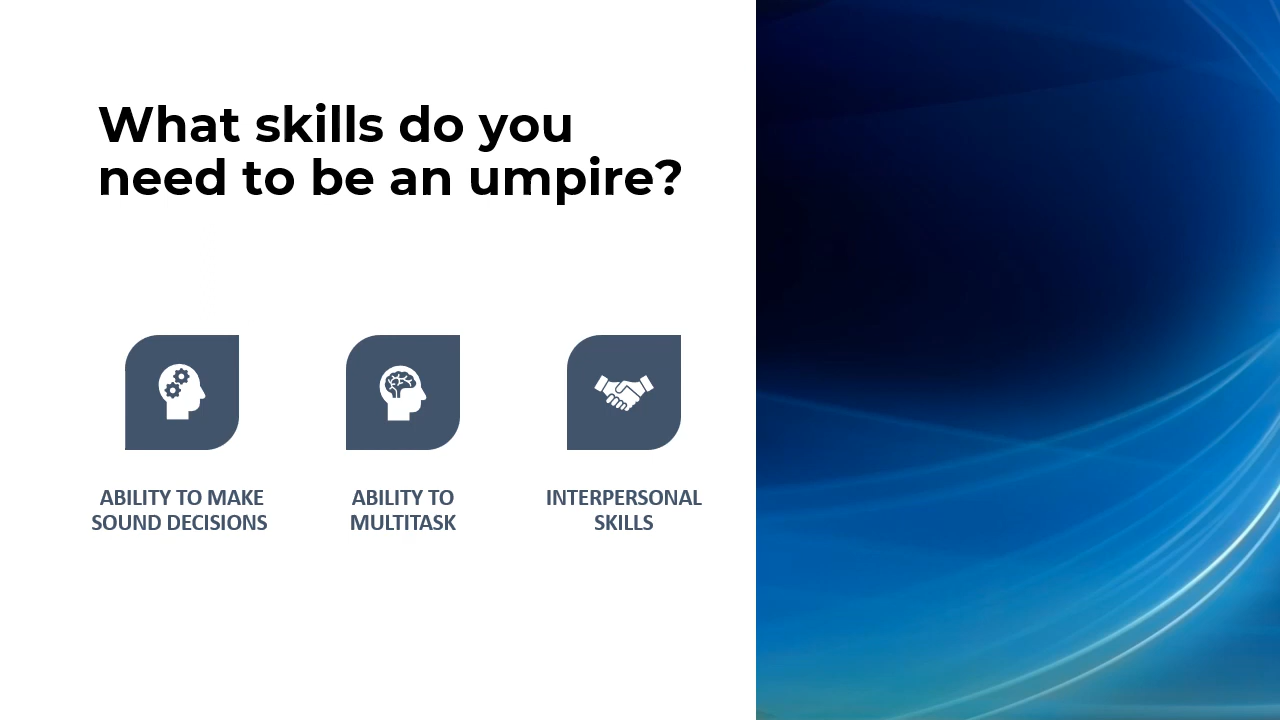 What skills do you
need to be an umpire?
ABILITY TO MAKE
SOUND DECISIONS
ABILITY TO
MULTITASK
INTERPERSONAL
SKILLS